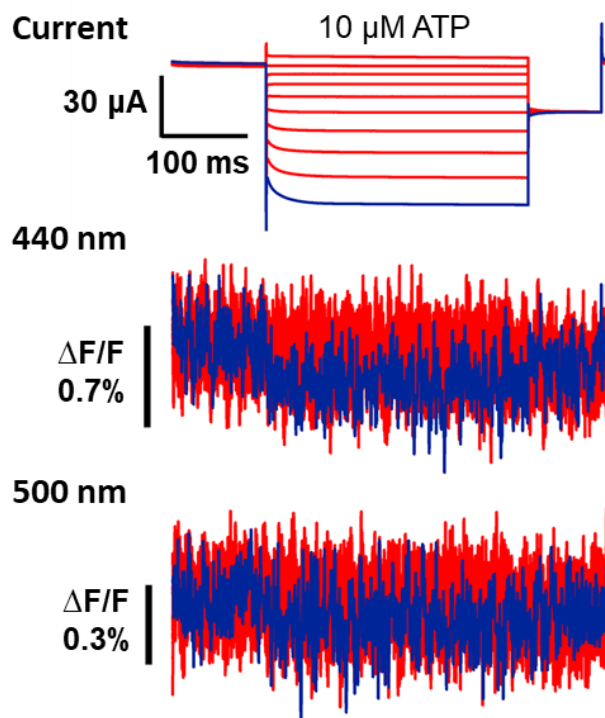 Current
10 µM ATP
30 µA
100 ms
440 nm
ΔF/F
0.7%
500 nm
ΔF/F
0.3%